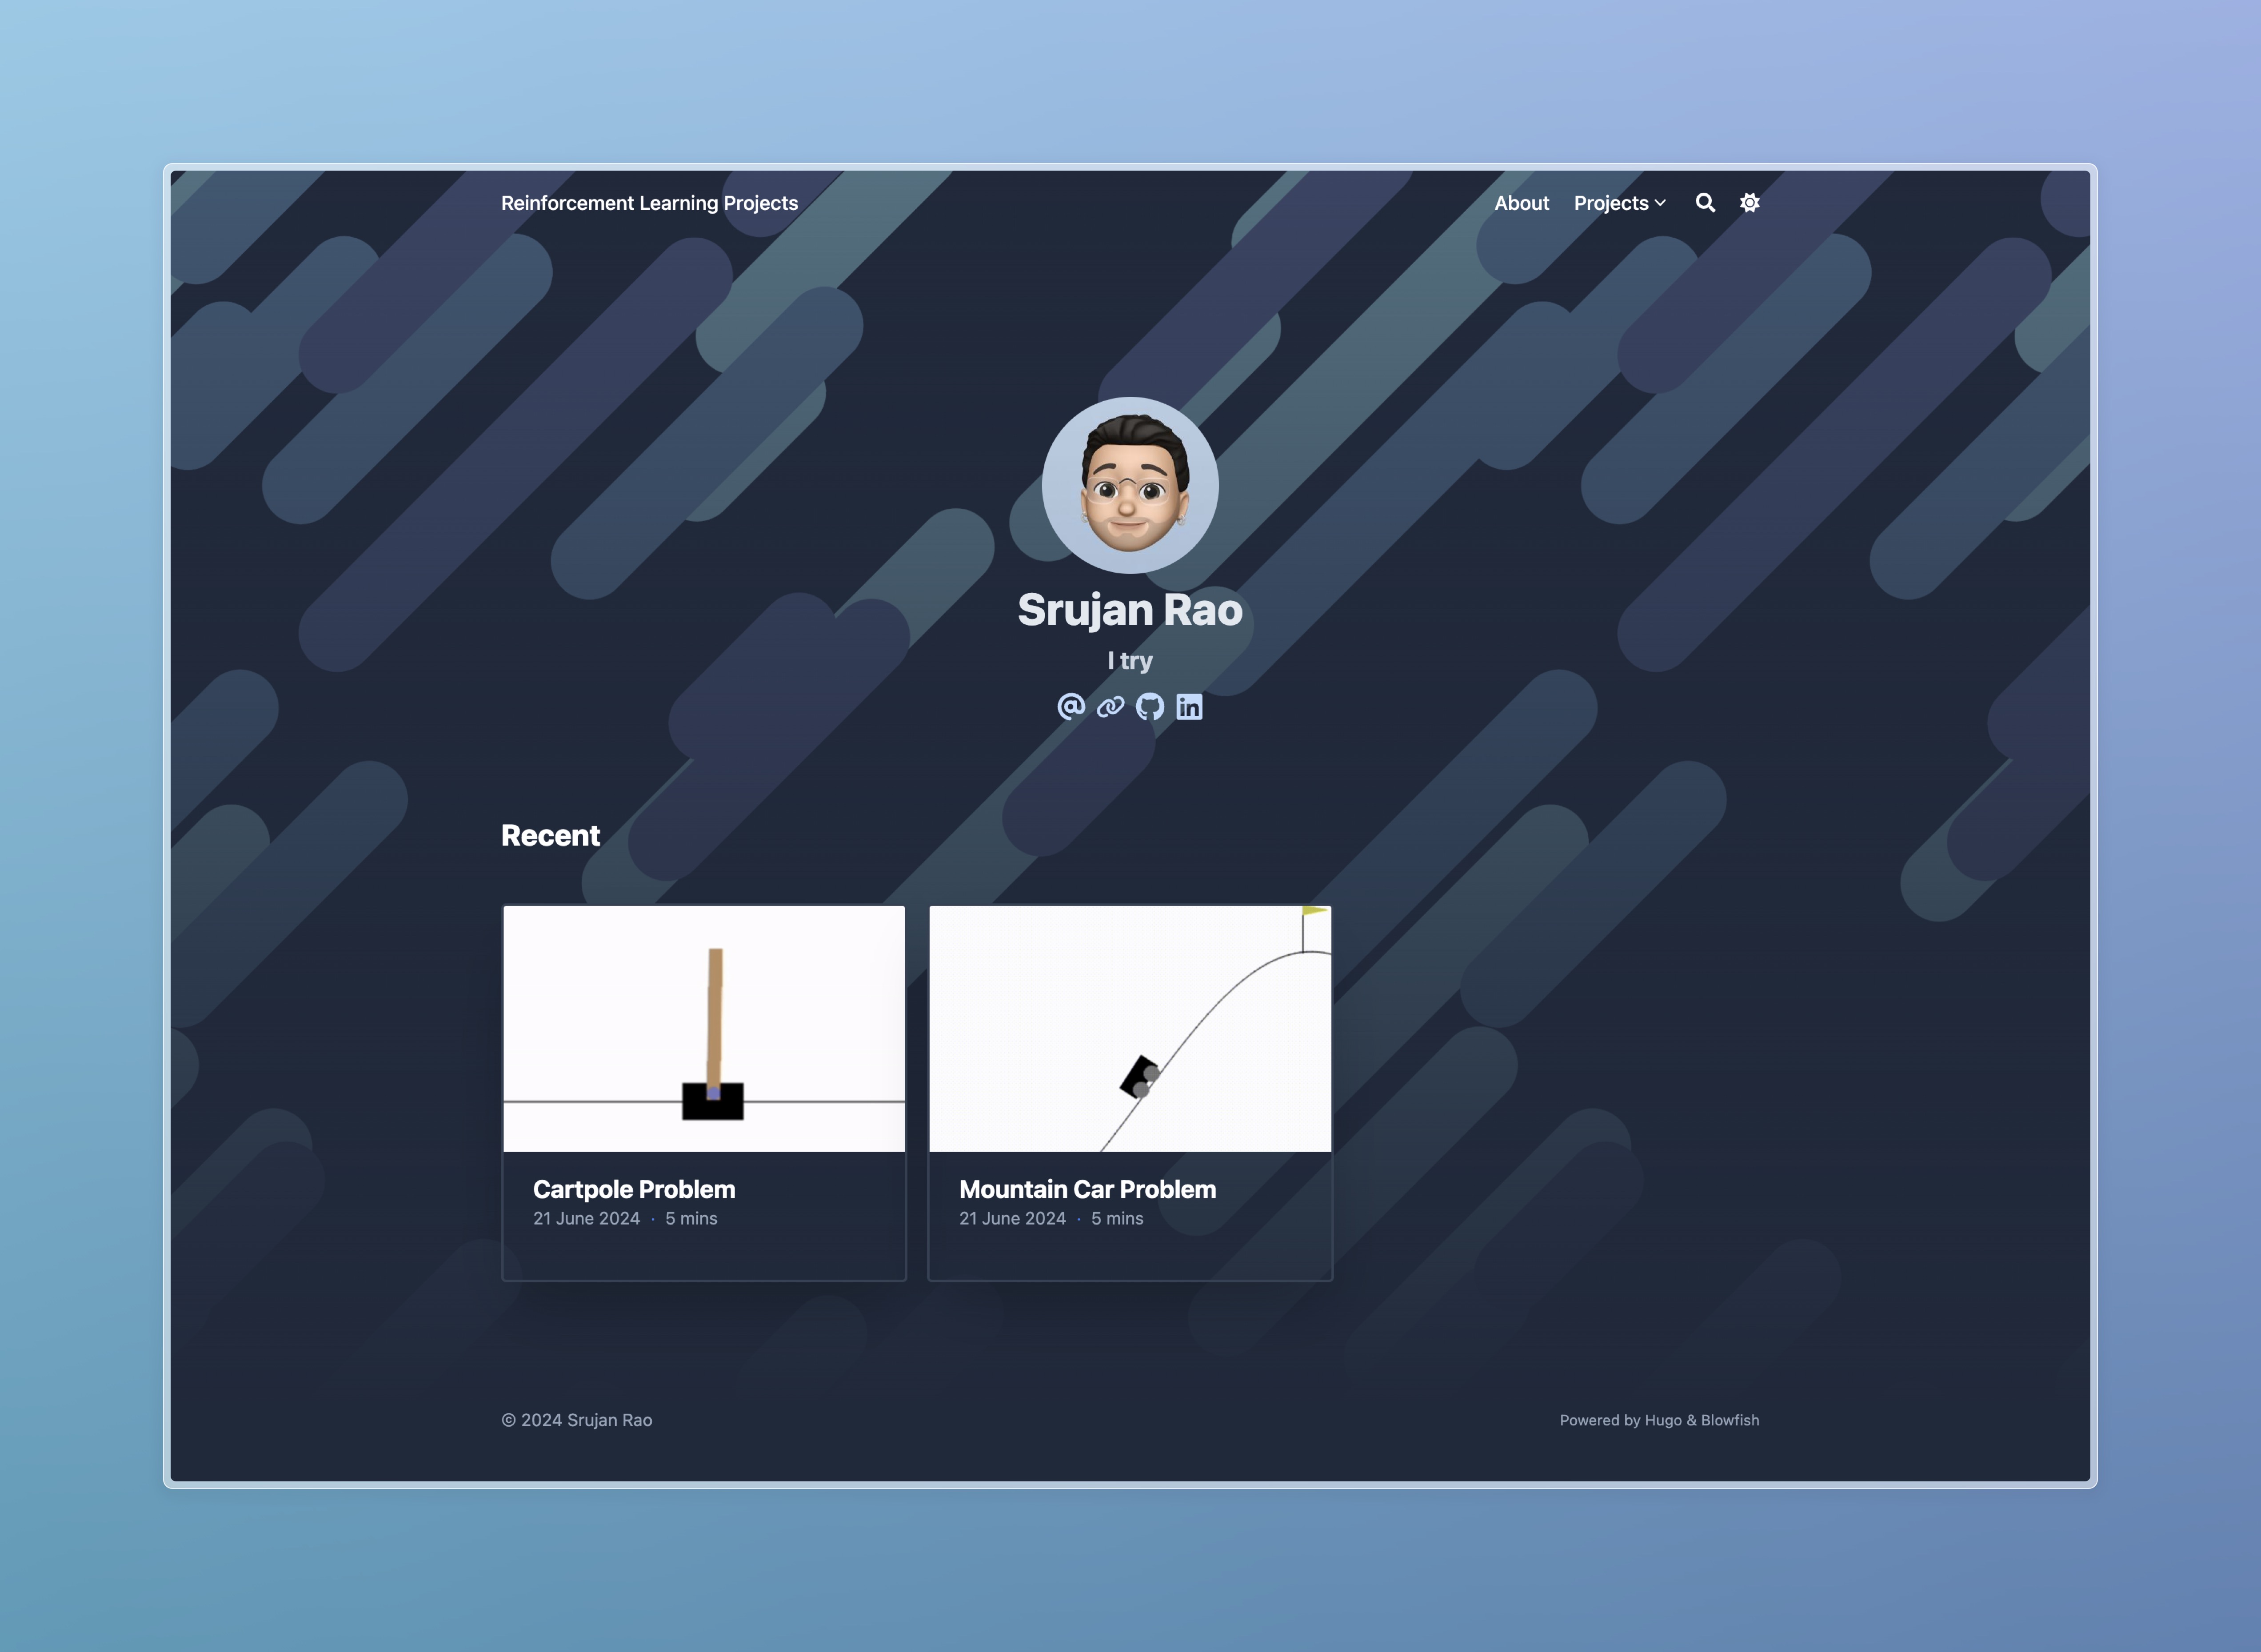 Reinforcement Learning Projects
About Projects
Srujan Rao
I try
Recent
Cartpole Problem
21 June 2024 · 5 mins
Mountain Car Problem
21 June 2024 · 5 mins
© 2024 Srujan Rao
Powered by Hugo & Blowfish